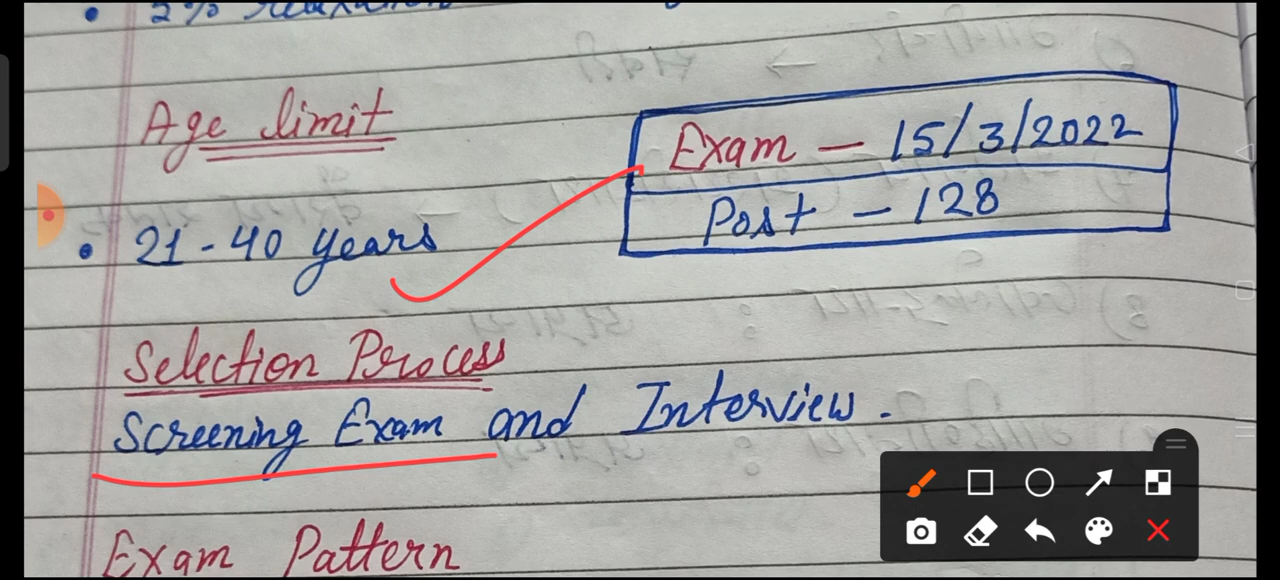 Age limit
Exam - 15/3/2022
Post - 128
• 21-40 years
Selection Process
Screening Exam and Interview.
Exam Pattern